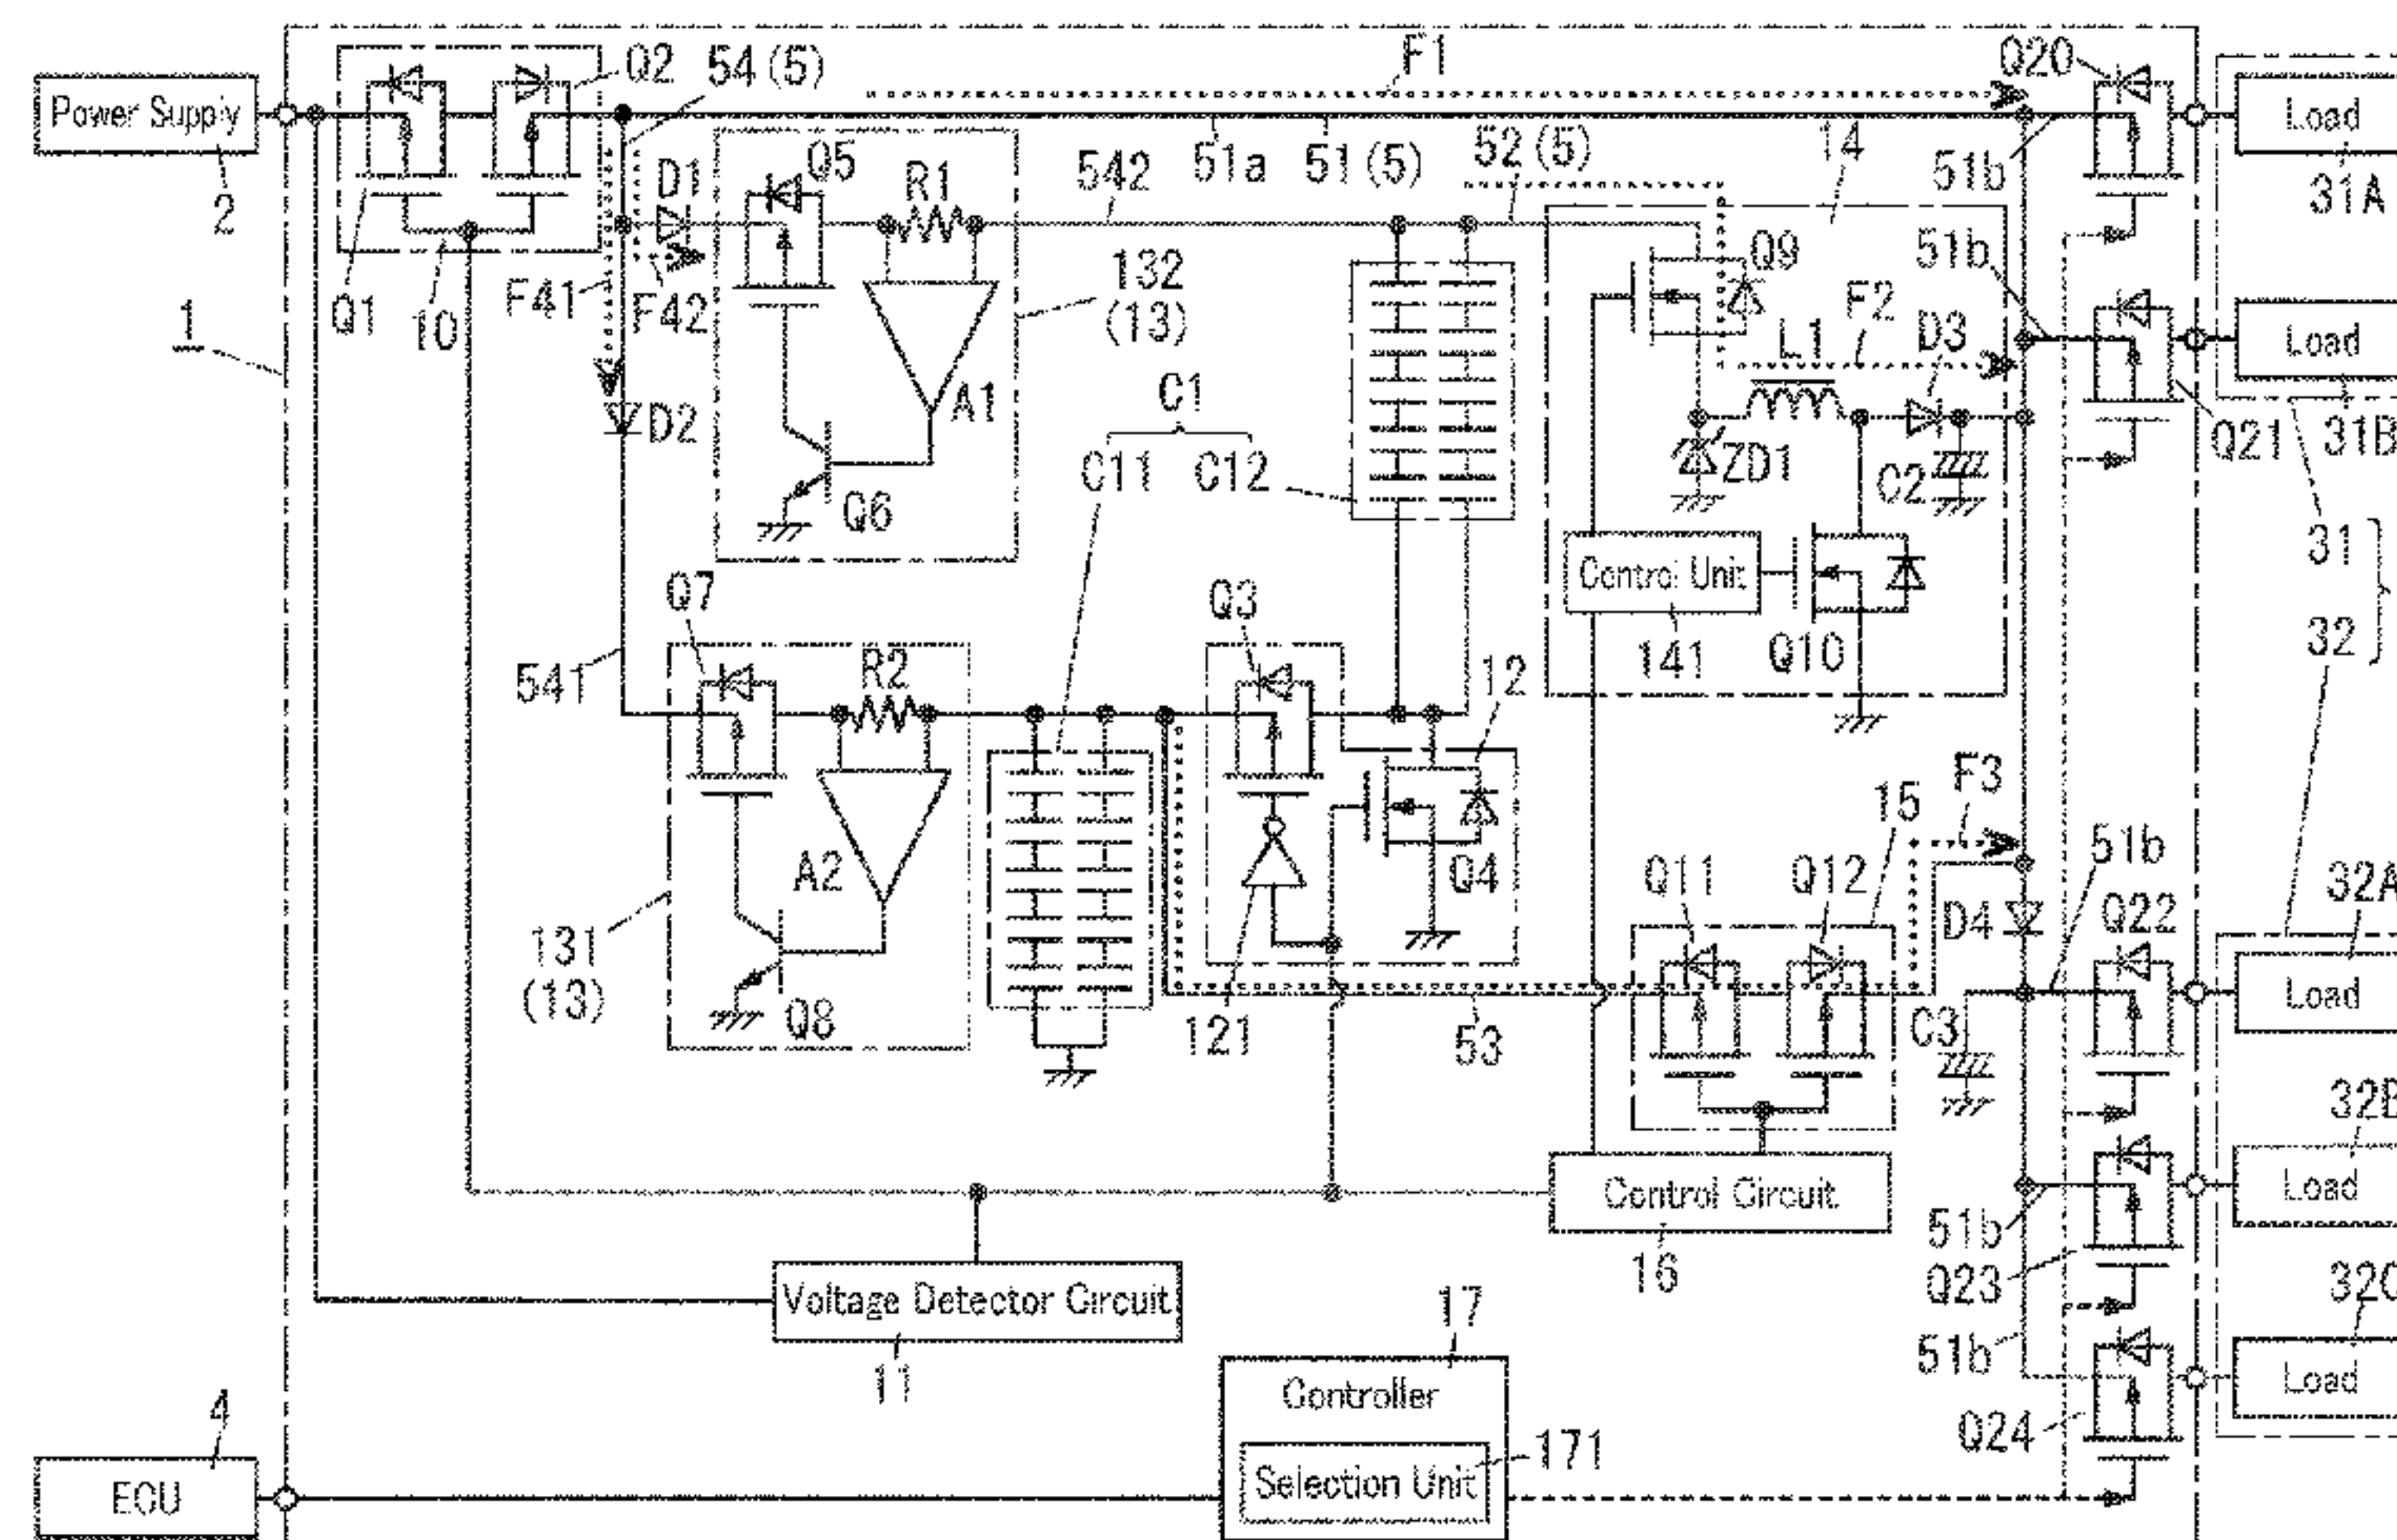 Q2
54 (5)
F1
Q20
Power Supply
Load
2
Q1
10
D1
Q5
R1
542
51a
51 (5)
52 (5)
14
51b
31A
1
F41
F42
132
(13)
Q9
51b
F2
D3
L1
Load
D2
A1
C1
C11
C12
ZD1
C2
Q21
31B
Q6
31
Control Unit
Q7
Q3
541
R2
12
141
Q10
32
F3
15
51b
A2
Q4
Q11
Q12
32A
131
(13)
D4
Q22
Load
Q8
121
53
C3
32B
Control Circuit
Load
16
51b
Q23
32C
Voltage Detector Circuit
11
17
51b
Controller
Load
4
171
Q24
ECU
Selection Unit